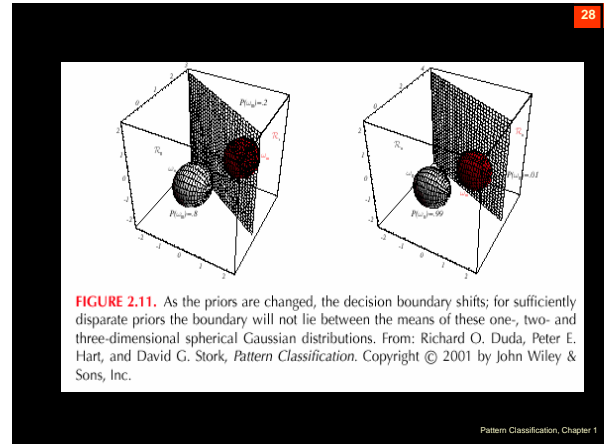 28
P(ω₂)=.2
P(ω₁)=.8
P(ω₂)=.01
P(ω₁)=.99
FIGURE 2.11. As the priors are changed, the decision boundary shifts; for sufficiently
disparate priors the boundary will not lie between the means of these one-, two- and
three-dimensional spherical Gaussian distributions. From: Richard O. Duda, Peter E.
Hart, and David G. Stork, Pattern Classification. Copyright © 2001 by John Wiley &
Sons, Inc.
Pattern Classification, Chapter 1